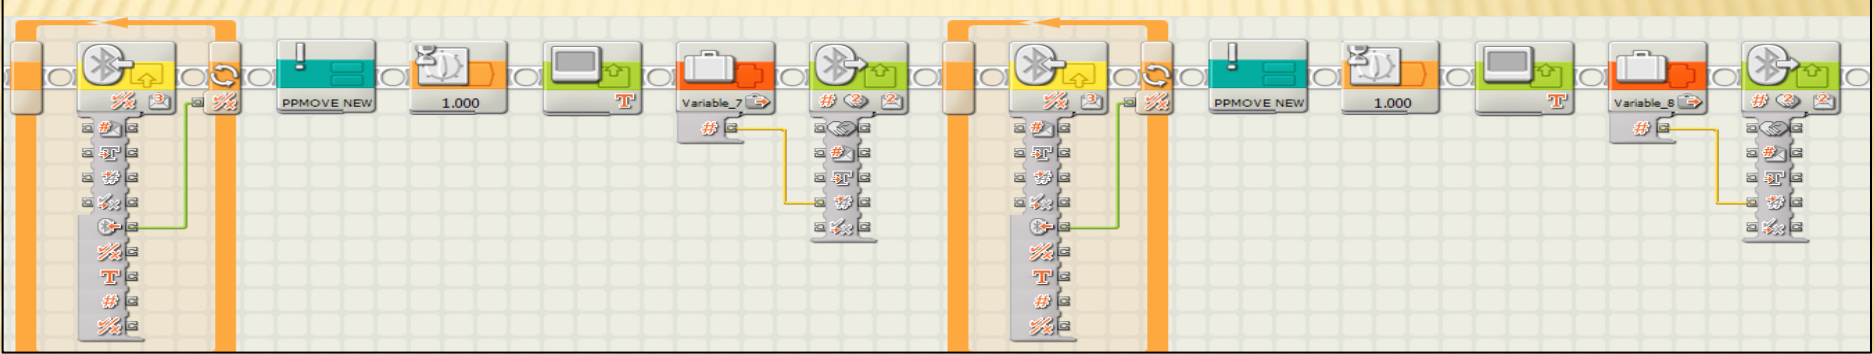 PPMOVE NEW
1.000
T
Variable_7
#
T
T
#
PPMOVE NEW
1.000
T
Variable_8
#
T
T
#